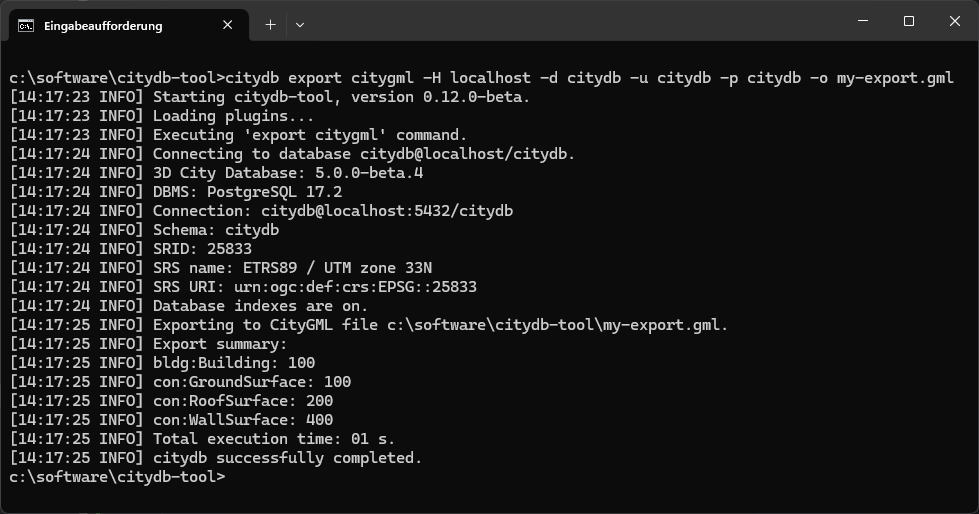 Eingabeaufforderung
c:\software\citydb-tool>citydb export citygml -H localhost -d citydb -u citydb -p citydb -o my-export.gml
[14:17:23 INFO] Starting citydb-tool, version 0.12.0-beta.
[14:17:23 INFO] Loading plugins...
[14:17:23 INFO] Executing 'export citygml' command.
[14:17:24 INFO] Connecting to database citydb@localhost/citydb.
[14:17:24 INFO] 3D City Database: 5.0.0-beta.4
[14:17:24 INFO] DBMS: PostgreSQL 17.2
[14:17:24 INFO] Connection: citydb@localhost:5432/citydb
[14:17:24 INFO] Schema: citydb
[14:17:24 INFO] SRID: 25833
[14:17:24 INFO] SRS name: ETRS89 / UTM zone 33N
[14:17:24 INFO] SRS URI: urn:ogc:def:crs:EPSG::25833
[14:17:24 INFO] Database indexes are on.
[14:17:25 INFO] Exporting to CityGML file c:\software\citydb-tool\my-export.gml.
[14:17:25 INFO] Export summary:
[14:17:25 INFO] bldg:Building: 100
[14:17:25 INFO] con:GroundSurface: 100
[14:17:25 INFO] con:RoofSurface: 200
[14:17:25 INFO] con:WallSurface: 400
[14:17:25 INFO] Total execution time: 01 s.
[14:17:25 INFO] citydb successfully completed.
c:\software\citydb-tool>